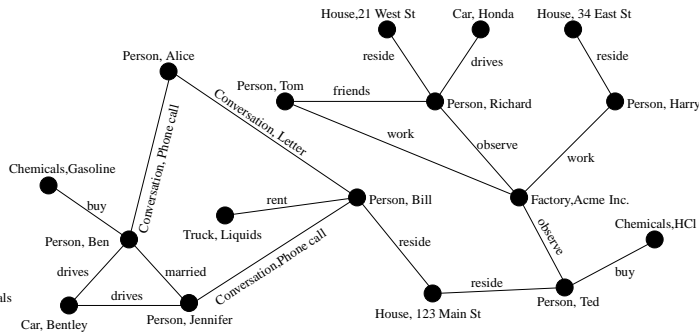 House,21 West St
Car, Honda
House, 34 East St
Person, Alice
reside
drives
reside
Person, Tom
friends
Person, Richard
Person, Harry
Conversation, Phone call
Conversation, Letter
work
observe
work
Chemicals,Gasoline
buy
rent
Person, Bill
Factory,Acme Inc.
Chemicals,HCl
Person, Ben
Truck, Liquids
reside
observe
buy
drives
married
Conversation,Phone call
als
drives
reside
Car, Bentley
Person, Jennifer
House, 123 Main St
Person, Ted